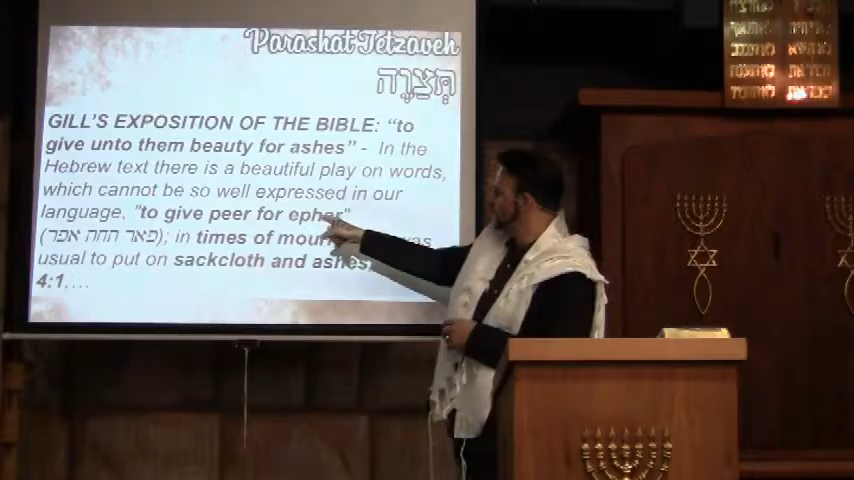 Parashat Tetzaveh
תְּצַוֶּה
GILL'S EXPOSITION OF THE BIBLE: "to
give unto them beauty for ashes" - In the
Hebrew text there is a beautiful play on words,
which cannot be so well expressed in our
language, "to give peer for epher"
(פאר תחת אפר); in times of
usual to put on sackcloth and ashes,
4:1....